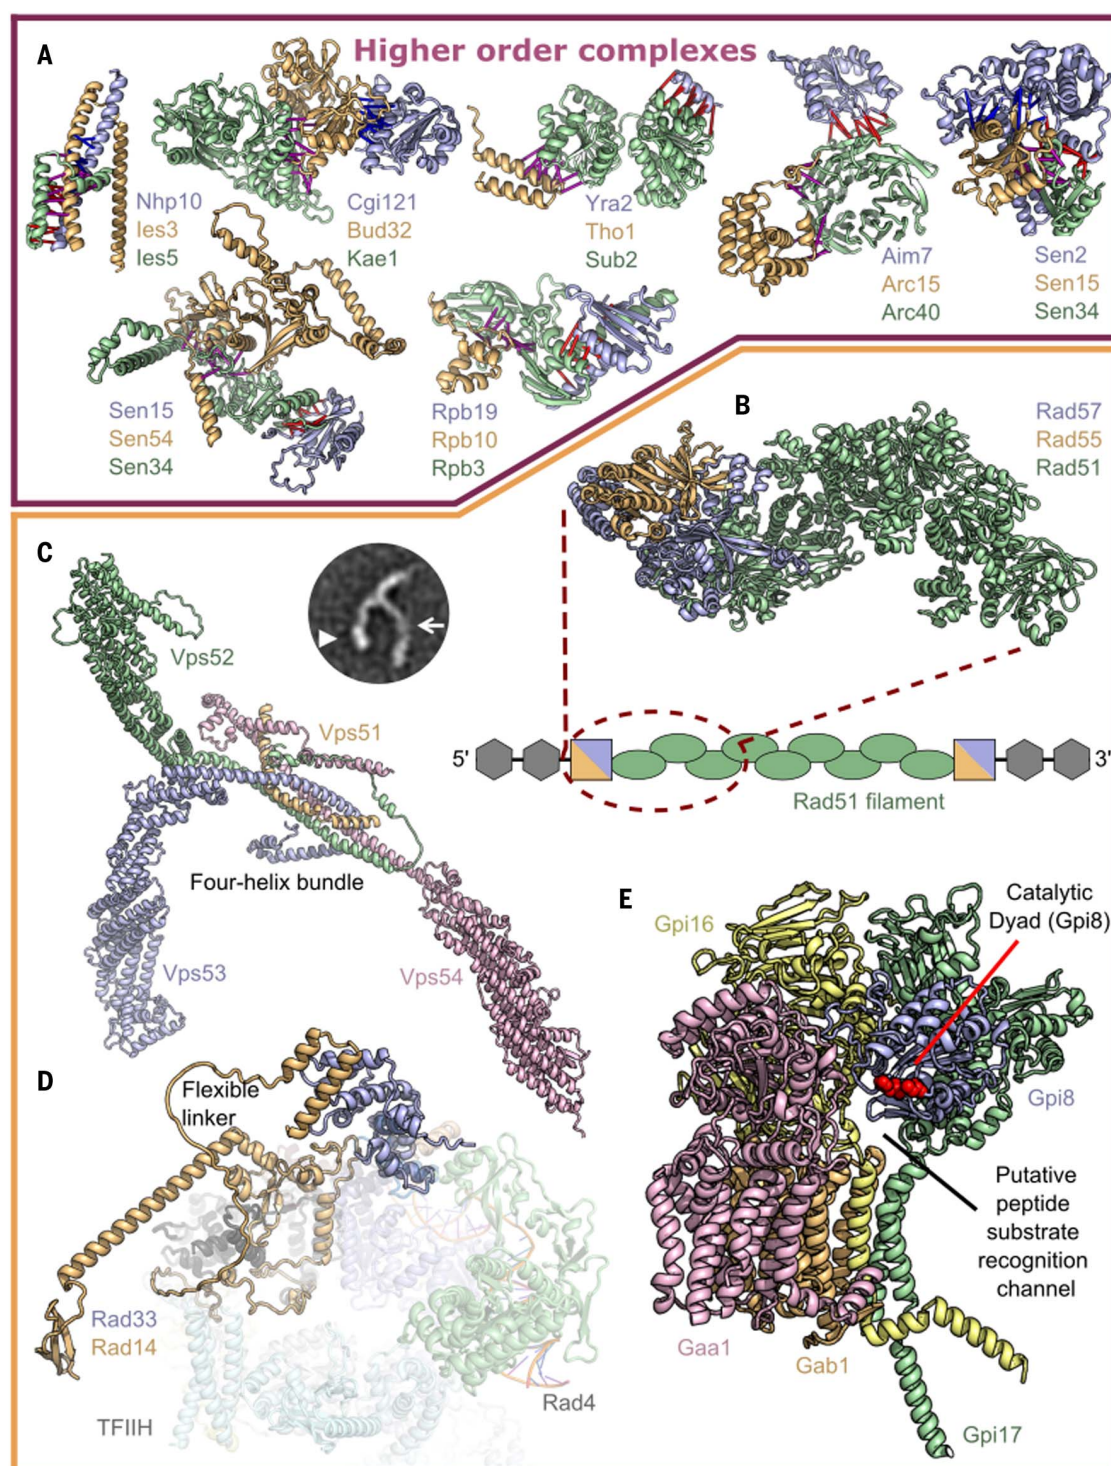 A
Higher order complexes
Nhp10
Ies3
Ies5
Cgi121
Bud32
Kae1
Yra2
Tho1
Sub2
Aim7
Arc15
Arc40
Sen2
Sen15
Sen34
Sen15
Sen54
Sen34
Rpb19
Rpb10
Rpb3
B
Rad57
Rad55
Rad51
5'
3'
Rad51 filament
C
Vps52
Vps51
Four-helix bundle
Vps53
Vps54
D
Flexible
linker
Rad33
Rad14
TFIIH
Rad4
E
Gpi16
Catalytic
Dyad (Gpi8)
Gpi8
Putative
peptide
substrate
recognition
channel
Gaa1
Gab1
Gpi17